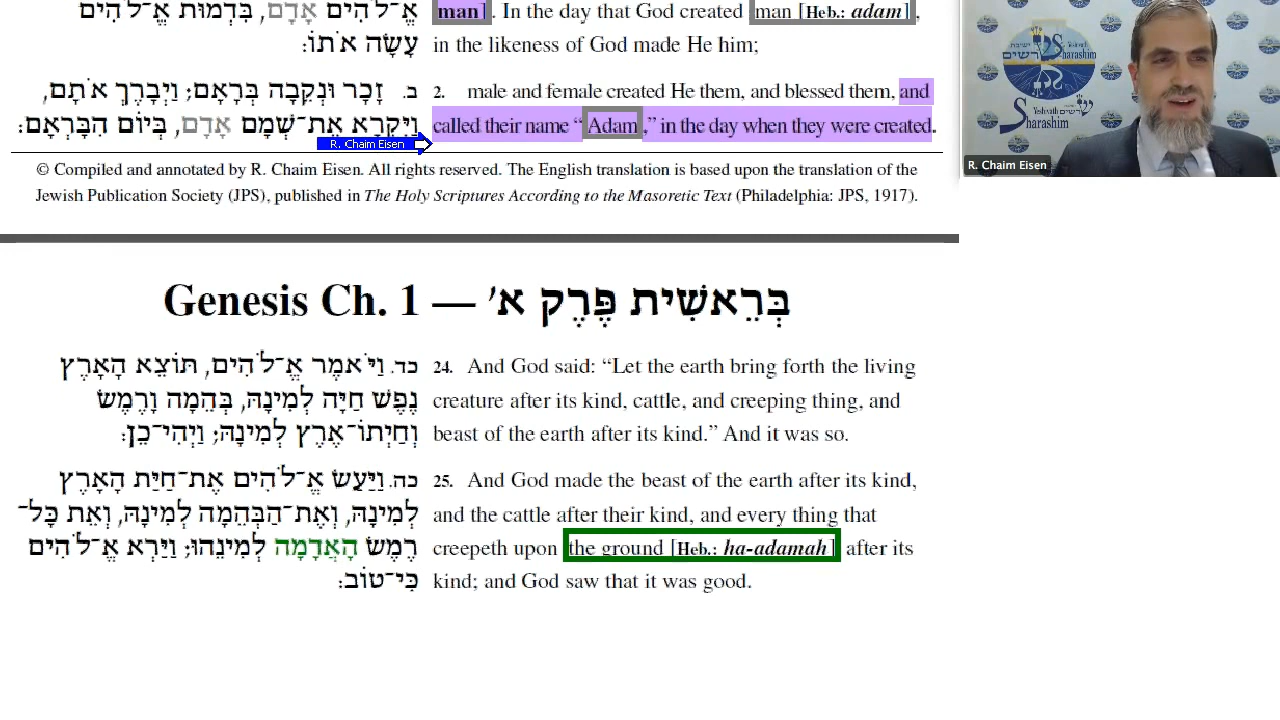 אֱ־לֹהִים אָדָם, בִּדְמוּת אֱ־לֹהִים
עָשָׂה אֹתוֹ:
man]. In the day that God created man [Heb.: adam],
in the likeness of God made He him;
ב. זָכָר וּנְקֵבָה בְּרָאָם; וַיְבָרֶךְ אֹתָם,
וַיִּקְרָא אֶת־שְׁמָם אָדָם, בְּיוֹם הִבָּרְאָם:
2. male and female created He them, and blessed them, and
called their name “Adam,” in the day when they were created.
R. Chaim Eisen
© Compiled and annotated by R. Chaim Eisen. All rights reserved. The English translation is based upon the translation of the
Jewish Publication Society (JPS), published in The Holy Scriptures According to the Masoretic Text (Philadelphia: JPS, 1917).
Genesis Ch. 1 — בְּרֵאשִׁית פֶּרֶק א׳
כד. וַיֹּאמֶר אֱ־לֹהִים, תּוֹצֵא הָאָרֶץ
נֶפֶשׁ חַיָּה לְמִינָהּ, בְּהֵמָה וָרֶמֶשׂ
וְחַיְתוֹ־אֶרֶץ לְמִינָהּ; וַיְהִי־כֵן:
24. And God said: “Let the earth bring forth the living
creature after its kind, cattle, and creeping thing, and
beast of the earth after its kind.” And it was so.
כה. וַיַּעַשׂ אֱ־לֹהִים אֶת־חַיַּת הָאָרֶץ
לְמִינָהּ, וְאֶת־הַבְּהֵמָה לְמִינָהּ, וְאֵת כָּל־
רֶמֶשׂ הָאֲדָמָה לְמִינֵהוּ; וַיַּרְא אֱ־לֹהִים
כִּי־טוֹב:
25. And God made the beast of the earth after its kind,
and the cattle after their kind, and every thing that
creepeth upon the ground [Heb.: ha-adamah] after its
kind; and God saw that it was good.
ישיבת
שרשים
Yeshivath
Sharashim
Yeshivath
Sharashim
R. Chaim Eisen